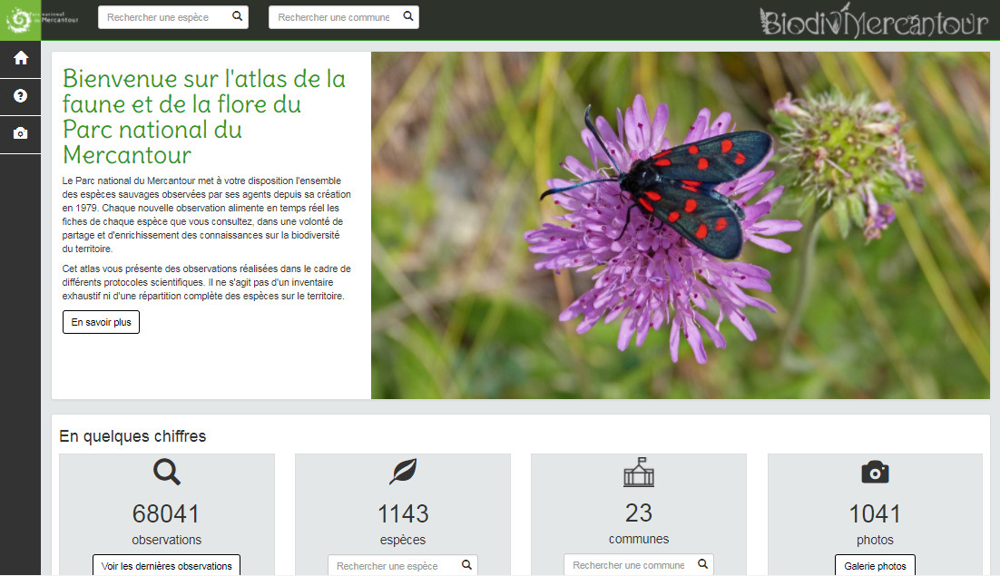 Parc national
du Mercantour
Rechercher une espèce
Rechercher une commune
BiodivMercantour
Bienvenue sur l'atlas de la
faune et de la flore du
Parc national du
Mercantour
Le Parc national du Mercantour met à votre disposition l'ensemble
des espèces sauvages observées par ses agents depuis sa création
en 1979. Chaque nouvelle observation alimente en temps réel les
fiches de chaque espèce que vous consultez, dans une volonté de
partage et d'enrichissement des connaissances sur la biodiversité
du territoire.
Cet atlas vous présente des observations réalisées dans le cadre de
différents protocoles scientifiques. Il ne s'agit pas d'un inventaire
exhaustif ni d'une répartition complète des espèces sur le territoire.
En savoir plus
En quelques chiffres
68041
observations
Voir les dernières observations
1143
espèces
Rechercher une espèce
23
communes
Rechercher une commune
1041
photos
Galerie photos